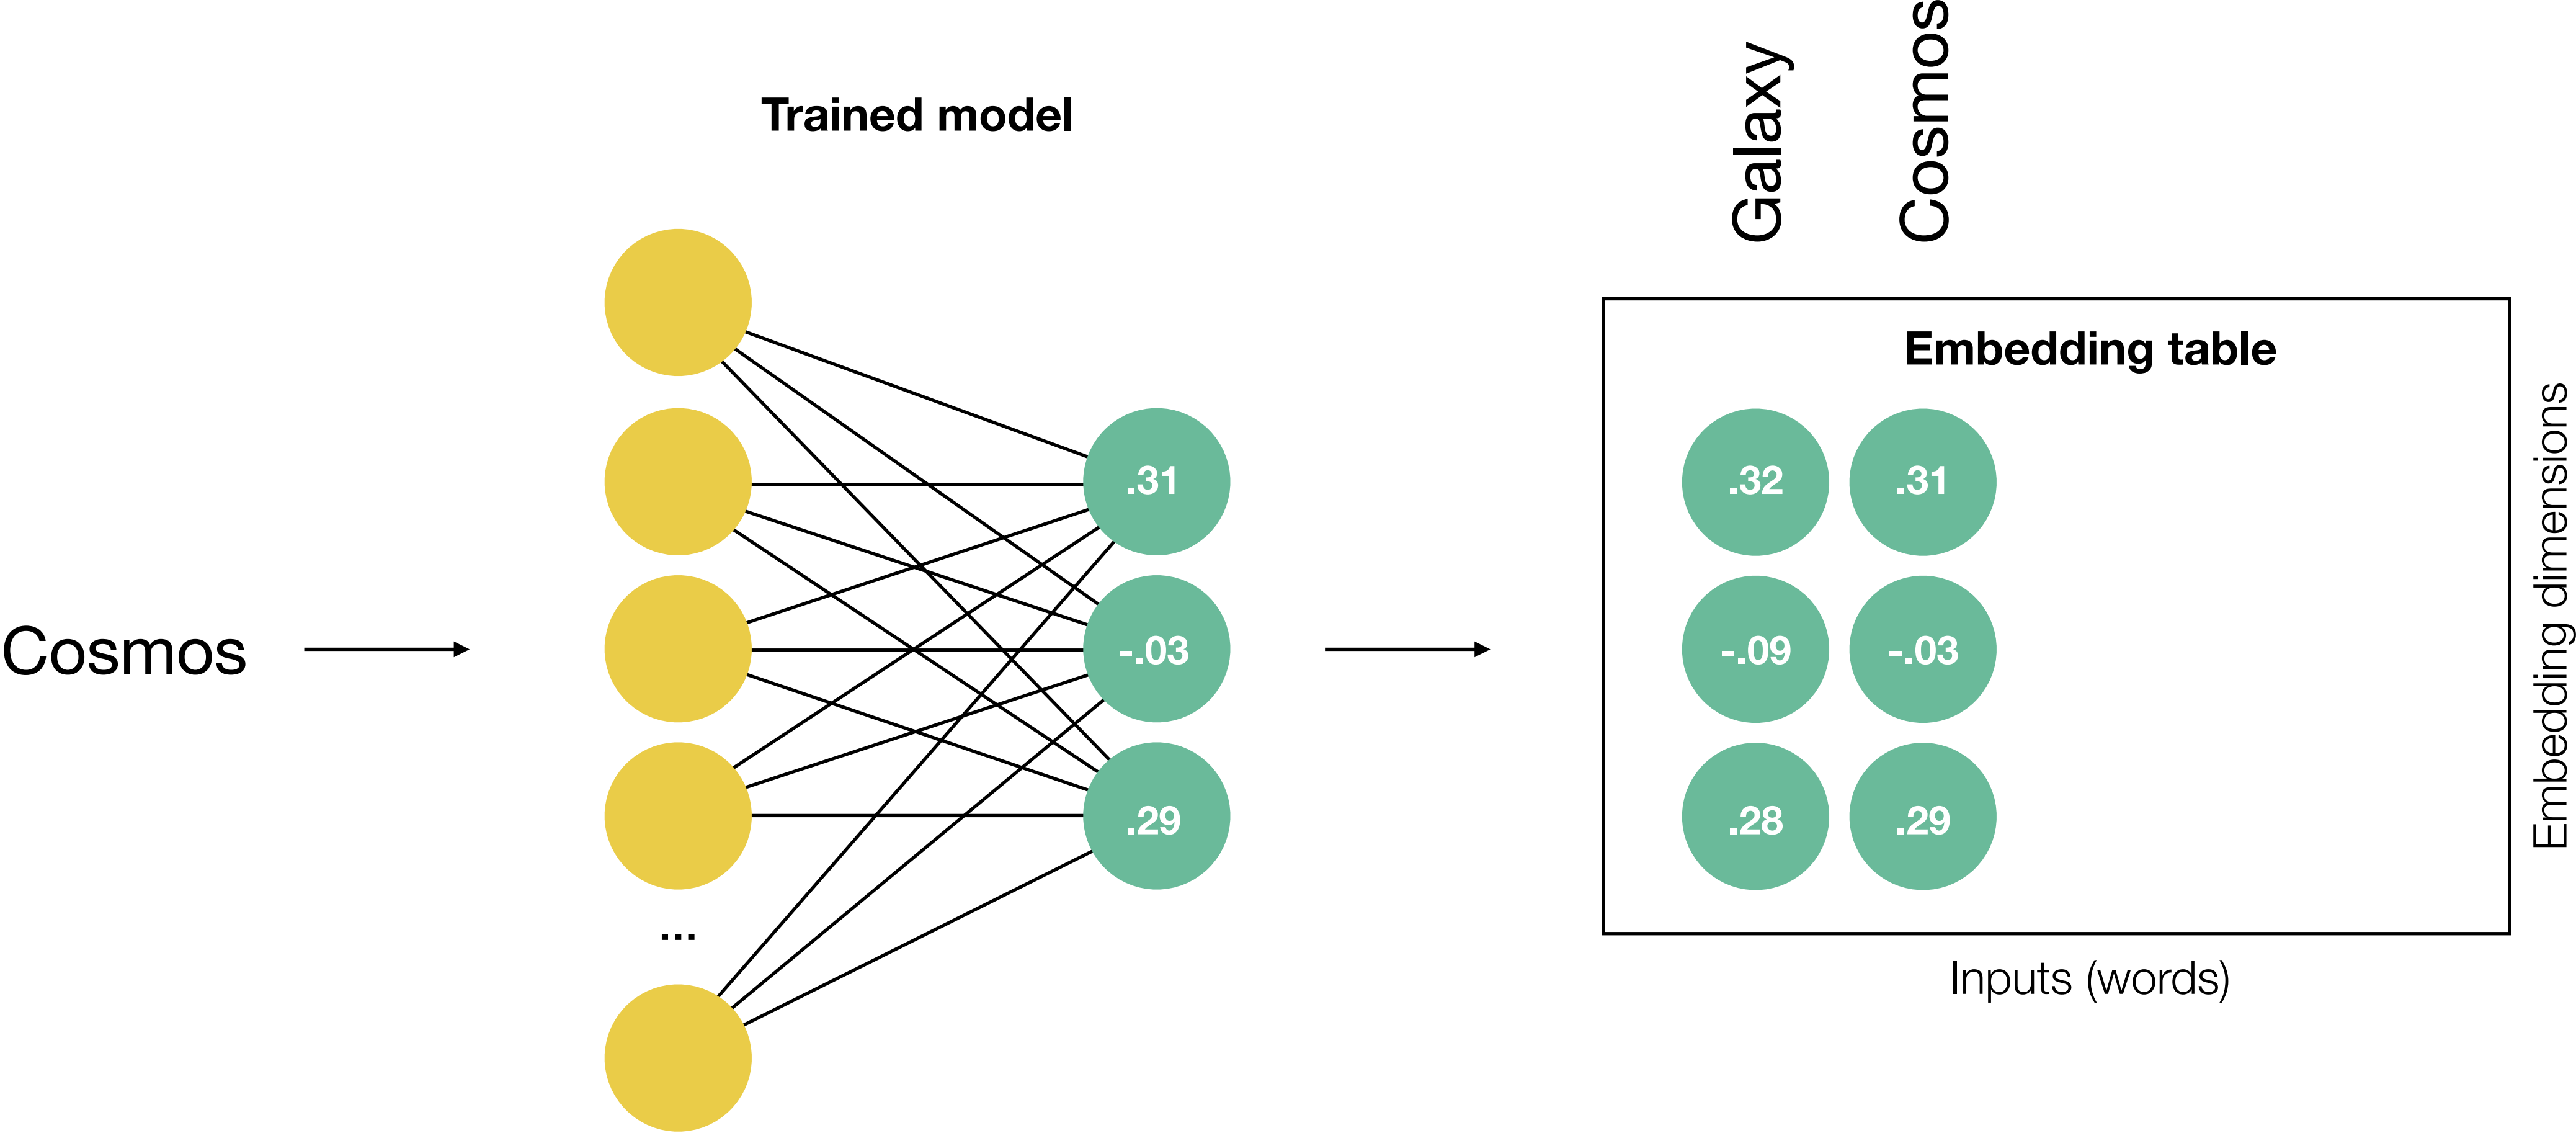 Trained model
Cosmos
...
.31
-.03
.29
Galaxy
Cosmos
Embedding table
.32 .31
-.09 -.03
.28 .29
Embedding dimensions
Inputs (words)